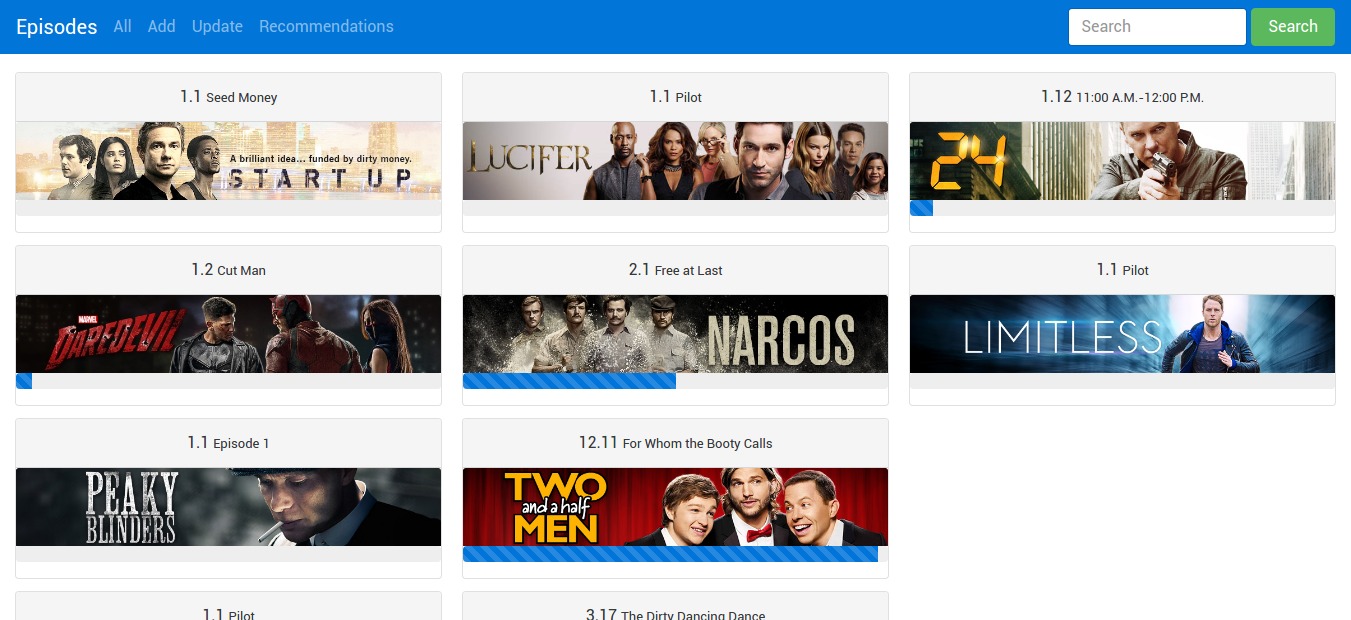 Episodes All Add Update Recommendations Search Search
1.1 Seed Money
A brilliant idea... funded by dirty money.
START UP
1.1 Pilot
LUCIFER
1.12 11:00 A.M.-12:00 P.M.
24
1.2 Cut Man
MARVEL
DAREDEVIL
2.1 Free at Last
NARCOS
1.1 Pilot
LIMITLESS
1.1 Episode 1
PEAKY
BLINDERS
12.11 For Whom the Booty Calls
TWO
and a half
MEN
1.1 Pilot
3.17 The Dirty Dancing Dance